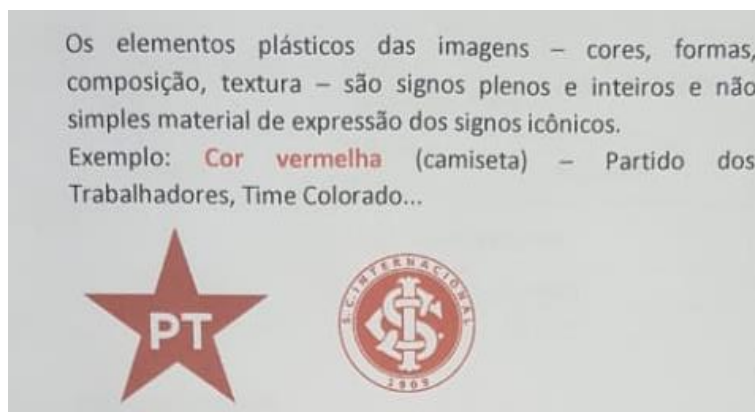 Os elementos plásticos das imagens – cores, formas,
composição, textura – são signos plenos e inteiros e não
simples material de expressão dos signos icônicos.
Exemplo: Cor vermelha (camiseta) – Partido dos
Trabalhadores, Time Colorado...
PT
S.C. INTERNACIONAL
SCI
1909